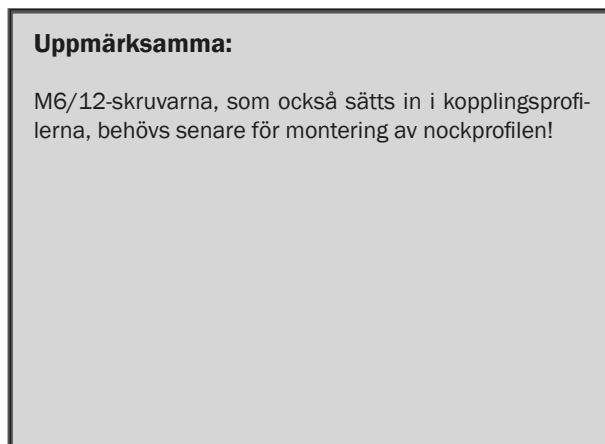 Uppmärksamma:
M6/12-skruvarna, som också sätts in i kopplingsprofi-
lerna, behövs senare för montering av nockprofilen!